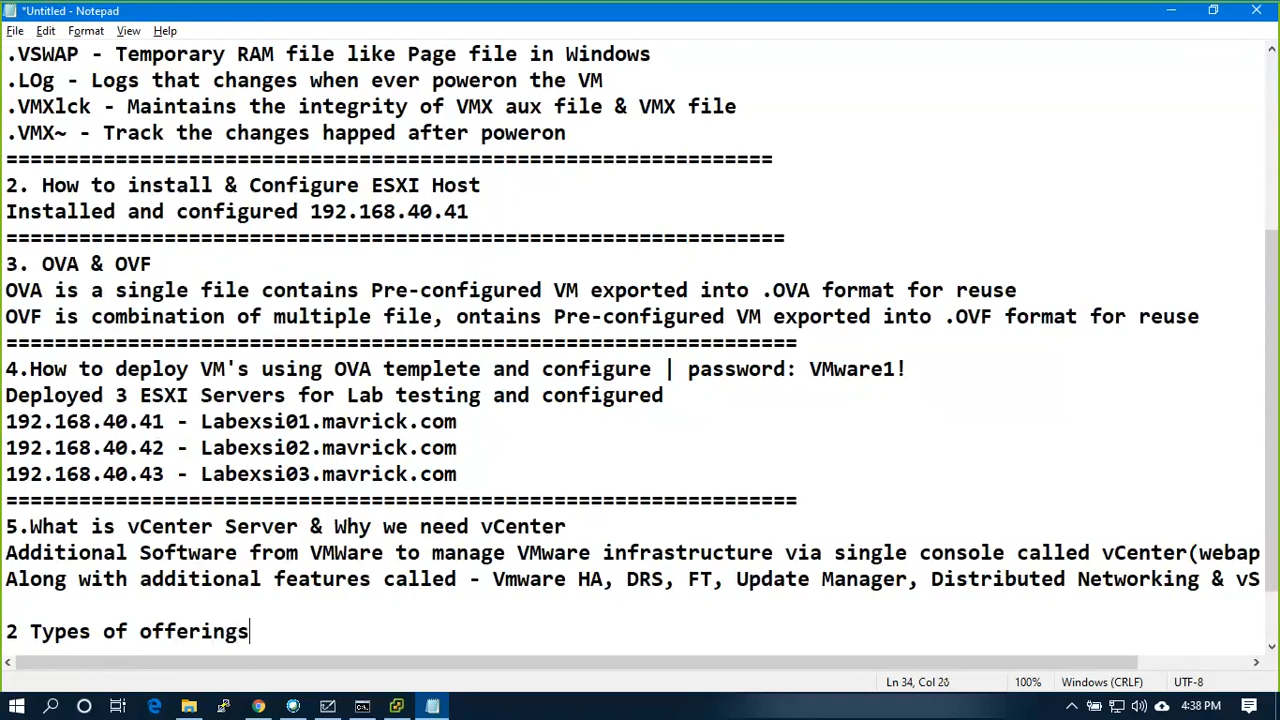 *Untitled - Notepad
File Edit Format View Help
.VSWAP - Temporary RAM file like Page file in Windows
.LOg - Logs that changes when ever poweron the VM
.VMXlck - Maintains the integrity of VMX aux file & VMX file
.VMX~ - Track the changes happed after poweron
===============================================================
2. How to install & Configure ESXI Host
Installed and configured 192.168.40.41
================================================================
3. OVA & OVF
OVA is a single file contains Pre-configured VM exported into .OVA format for reuse
OVF is combination of multiple file, ontains Pre-configured VM exported into .OVF format for reuse
=================================================================
4.How to deploy VM's using OVA templete and configure | password: VMware1!
Deployed 3 ESXI Servers for Lab testing and configured
192.168.40.41 - Labexsi01.mavrick.com
192.168.40.42 - Labexsi02.mavrick.com
192.168.40.43 - Labexsi03.mavrick.com
=================================================================
5.What is vCenter Server & Why we need vCenter
Additional Software from VMWare to manage VMware infrastructure via single console called vCenter(webap
Along with additional features called - Vmware HA, DRS, FT, Update Manager, Distributed Networking & vS
2 Types of offerings
Ln 34, Col 100% Windows (CRLF) UTF-8
4:38 PM